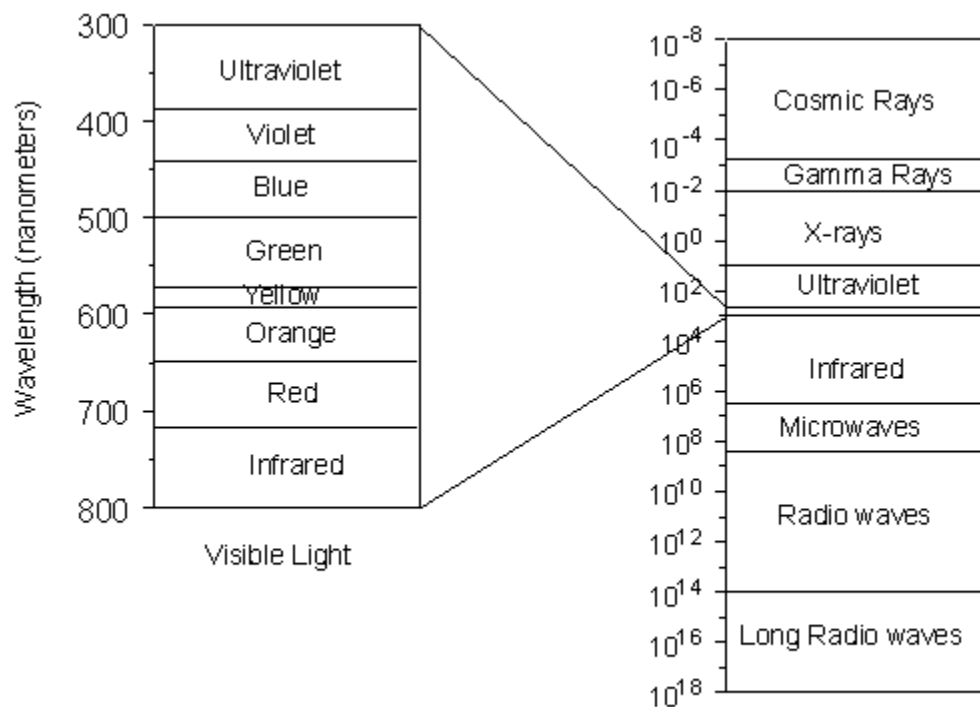 Wavelength (nanometers)
300
400
500
600
700
800
Ultraviolet
Violet
Blue
Green
Yellow
Orange
Red
Infrared
Visible Light
10-8
10-6
10-4
10-2
100
102
104
106
108
1010
1012
1014
1016
1018
Cosmic Rays
Gamma Rays
X-rays
Ultraviolet
Infrared
Microwaves
Radio waves
Long Radio waves